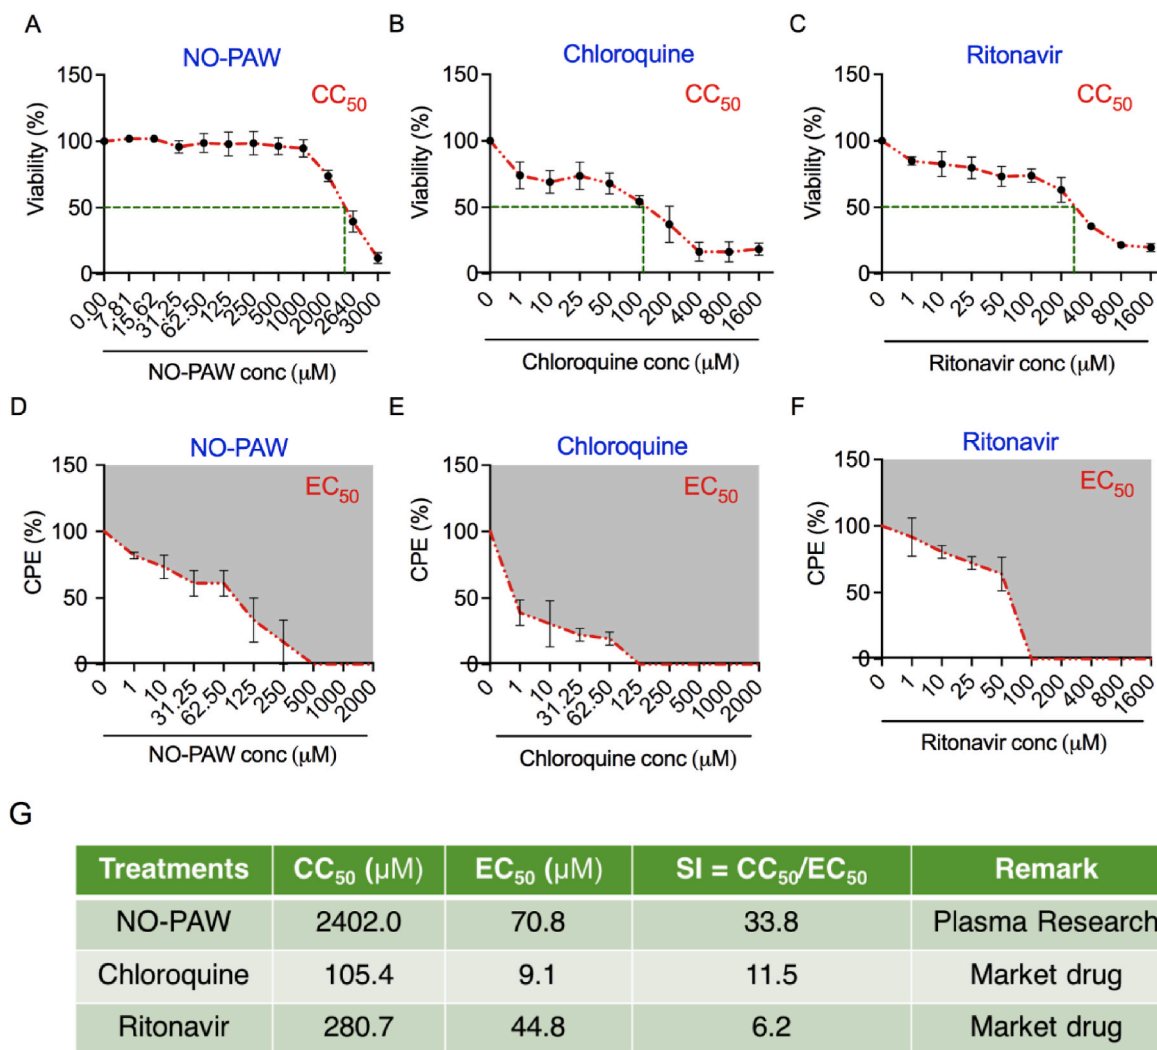 A
NO-PAW
CC50
Viability (%)
150
100
50
0
0.00
7.81
15.62
31.25
62.50
125
250
500
1000
2000
2640
3000
NO-PAW conc (μM)
B
Chloroquine
CC50
Viability (%)
150
100
50
0
0
1
10
25
50
100
200
400
800
1600
Chloroquine conc (μM)
C
Ritonavir
CC50
Viability (%)
150
100
50
0
0
1
10
25
50
100
200
400
800
1600
Ritonavir conc (μM)
D
NO-PAW
EC50
CPE (%)
150
100
50
0
0
1
10
31.25
62.50
125
250
500
1000
2000
NO-PAW conc (μM)
E
Chloroquine
EC50
CPE (%)
150
100
50
0
0
1
10
31.25
62.50
125
250
500
1000
2000
Chloroquine conc (μM)
F
Ritonavir
EC50
CPE (%)
150
100
50
0
0
1
10
25
50
100
200
400
800
1600
Ritonavir conc (μM)
G
Treatments CC50 (μM) EC50 (μM) SI = CC50/EC50 Remark
NO-PAW 2402.0 70.8 33.8 Plasma Research
Chloroquine 105.4 9.1 11.5 Market drug
Ritonavir 280.7 44.8 6.2 Market drug